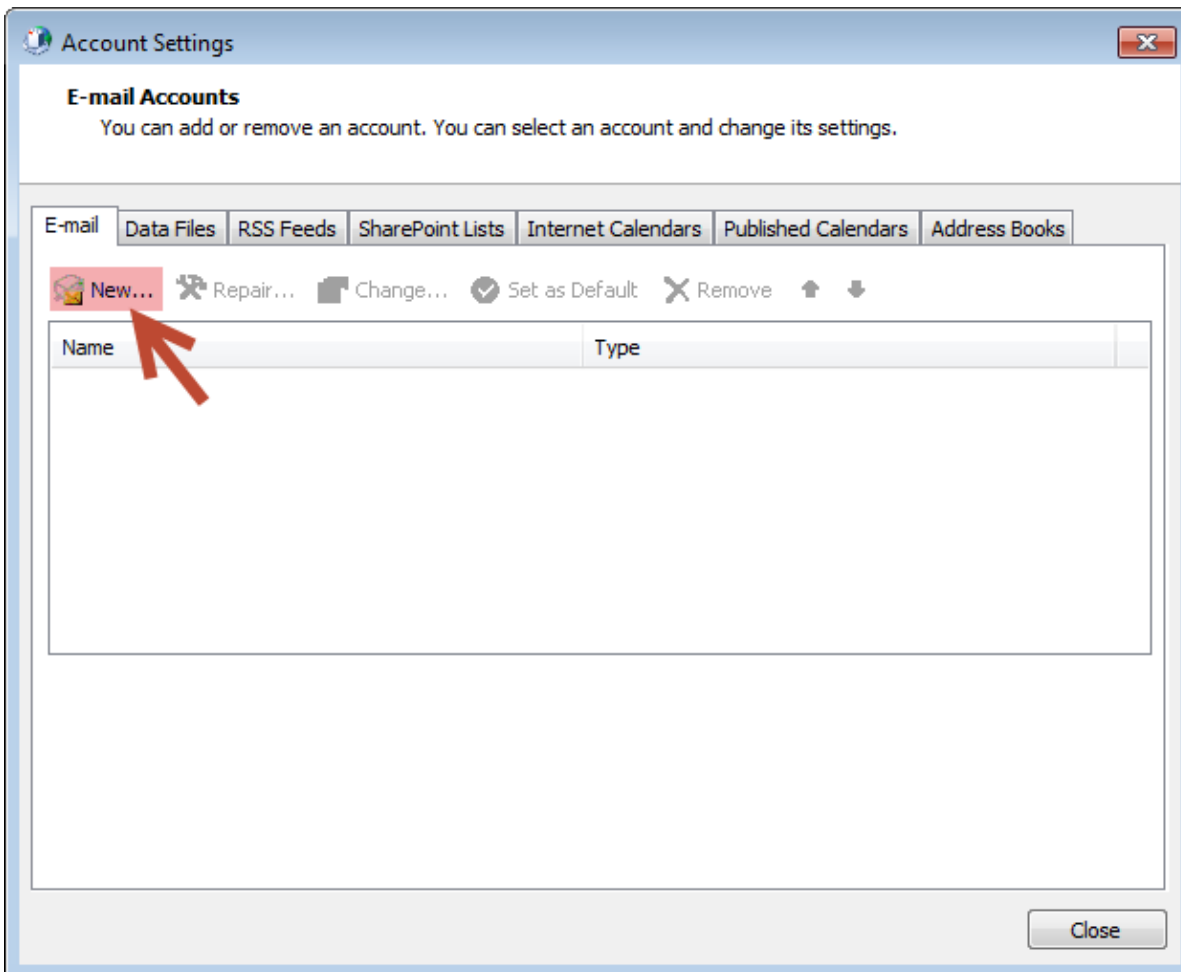 Account Settings
E-mail Accounts
You can add or remove an account. You can select an account and change its settings.
E-mail Data Files RSS Feeds SharePoint Lists Internet Calendars Published Calendars Address Books
New... Repair... Change... Set as Default Remove
Name Type
Close